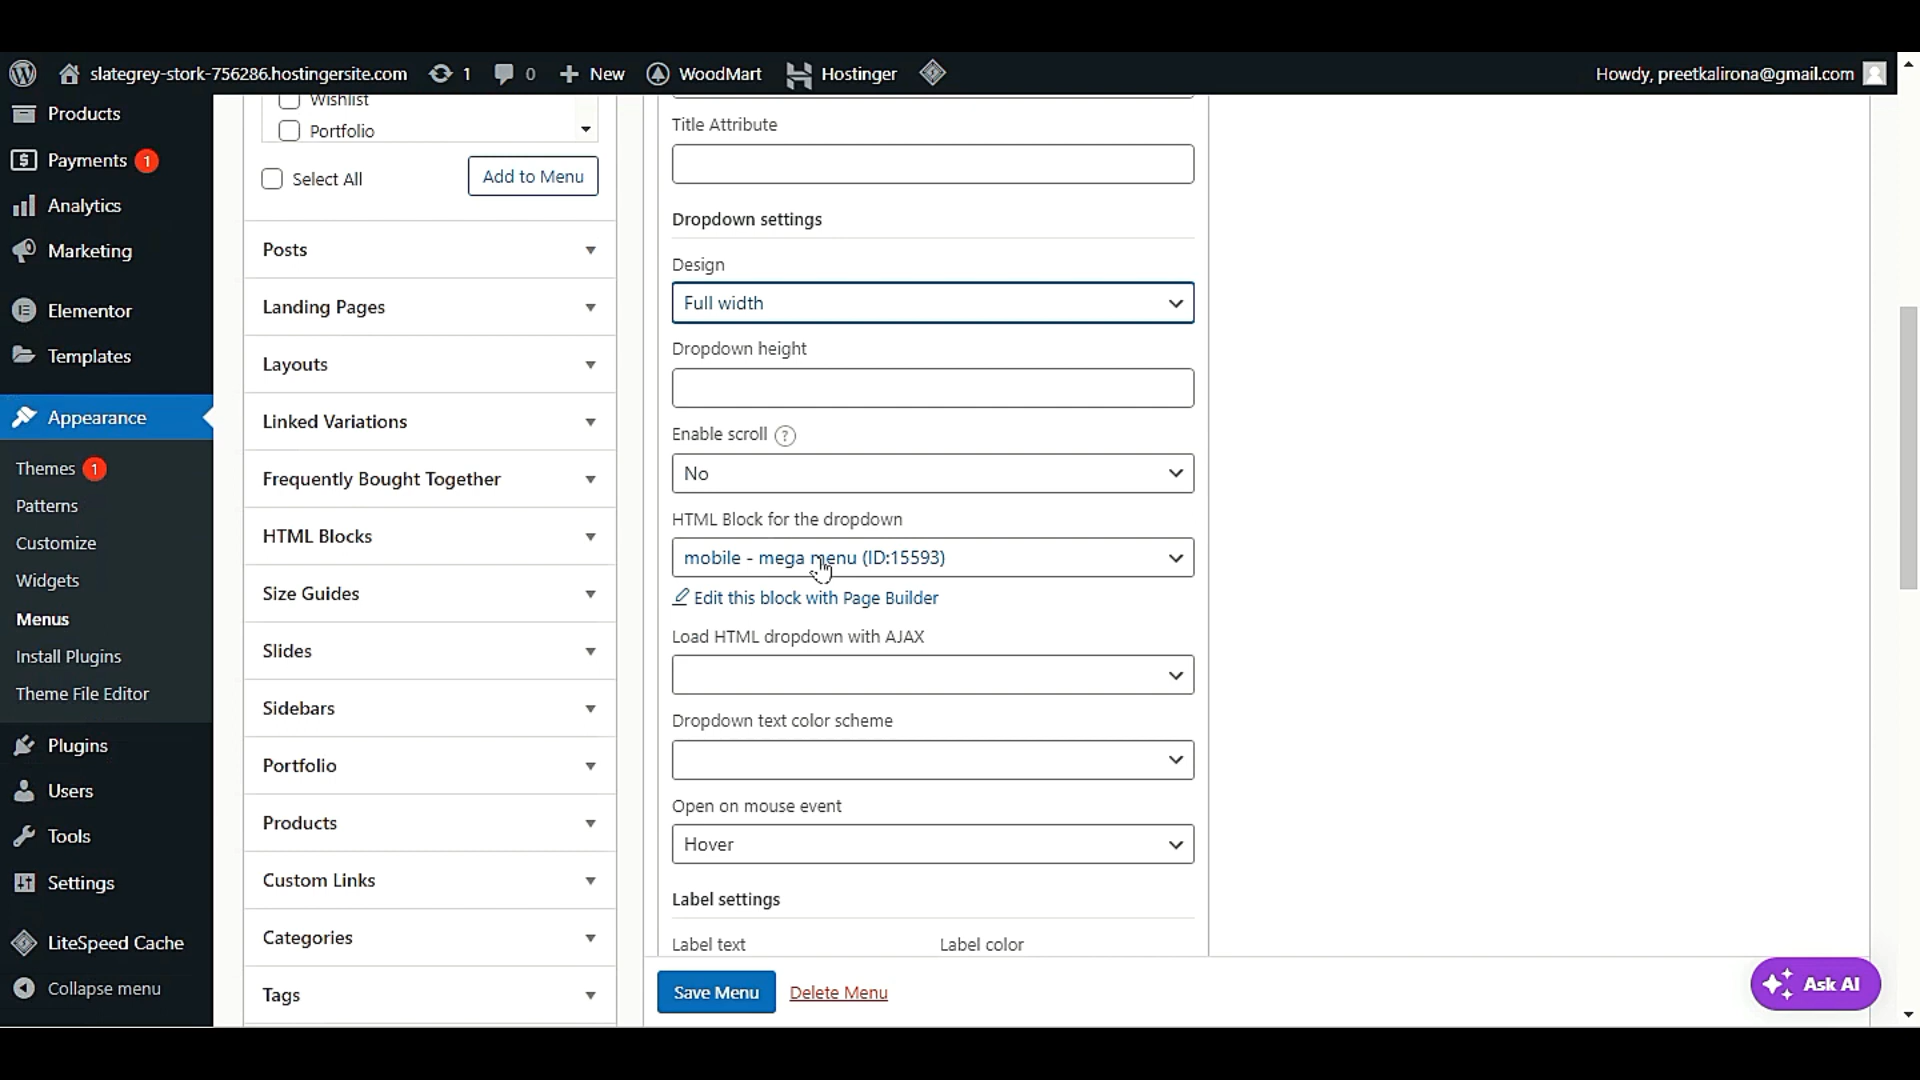 slategrey-stork-756286.hostingersite.com 1 0 New WoodMart Hostinger Howdy, preetkalirona@gmail.com
Products
Payments 1
Analytics
Marketing
Elementor
Templates
Appearance
Themes 1
Patterns
Customize
Widgets
Menus
Install Plugins
Theme File Editor
Plugins
Users
Tools
Settings
LiteSpeed Cache
Collapse menu
Wishlist
Portfolio
Select All
Add to Menu
Posts
Landing Pages
Layouts
Linked Variations
Frequently Bought Together
HTML Blocks
Size Guides
Slides
Sidebars
Portfolio
Products
Custom Links
Categories
Tags
Title Attribute
Dropdown settings
Design
Full width
Dropdown height
Enable scroll ?
No
HTML Block for the dropdown
mobile - mega menu (ID:15593)
Edit this block with Page Builder
Load HTML dropdown with AJAX
Dropdown text color scheme
Open on mouse event
Hover
Label settings
Label text Label color
Save Menu Delete Menu
Ask AI